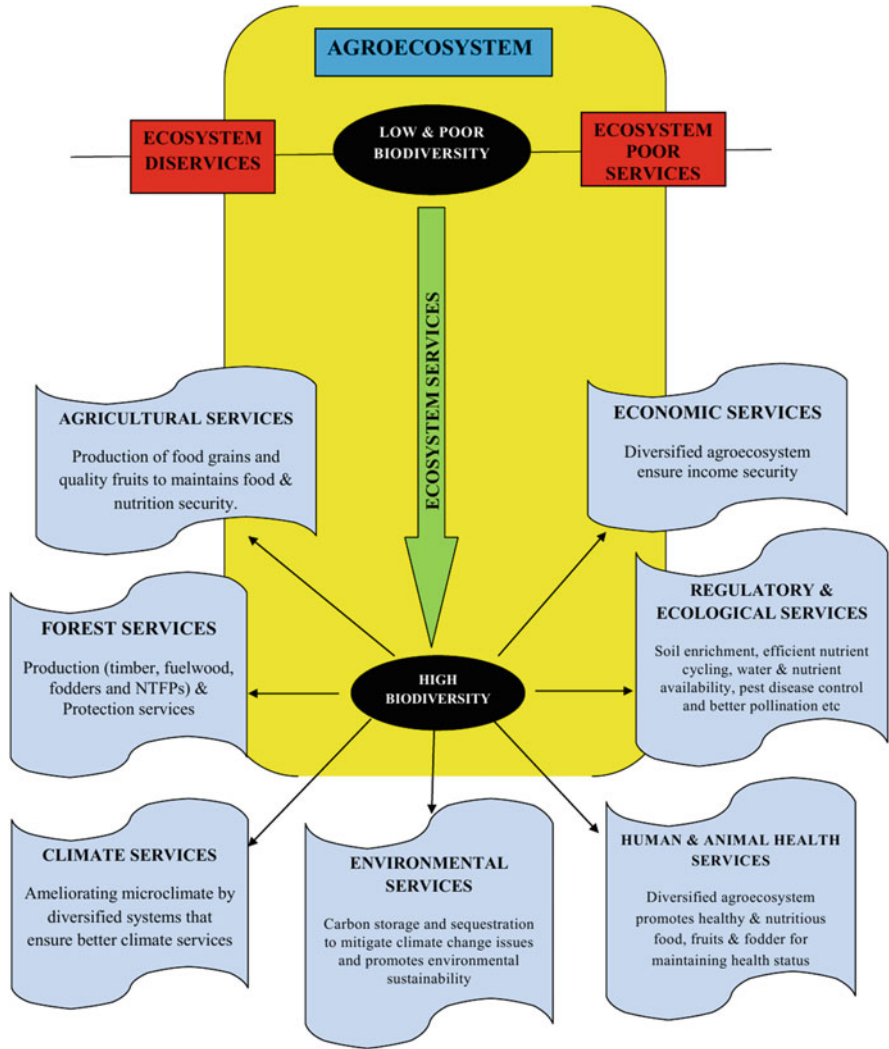 AGROECOSYSTEM
ECOSYSTEM
DISERVICES
LOW & POOR
BIODIVERSITY
ECOSYSTEM
POOR
SERVICES
ECOSYSTEM SERVICES
AGRICULTURAL SERVICES
Production of food grains and
quality fruits to maintains food &
nutrition security.
ECONOMIC SERVICES
Diversified agroecosystem
ensure income security
FOREST SERVICES
Production (timber, fuelwood,
fodders and NTFPs) &
Protection services
HIGH
BIODIVERSITY
REGULATORY &
ECOLOGICAL SERVICES
Soil enrichment, efficient nutrient
cycling, water & nutrient
availability, pest disease control
and better pollination etc
CLIMATE SERVICES
Ameliorating microclimate by
diversified systems that
ensure better climate services
ENVIRONMENTAL
SERVICES
Carbon storage and sequestration
to mitigate climate change issues
and promotes environmental
sustainability
HUMAN & ANIMAL HEALTH
SERVICES
Diversified agroecosystem
promotes healthy & nutritious
food, fruits & fodder for
maintaining health status